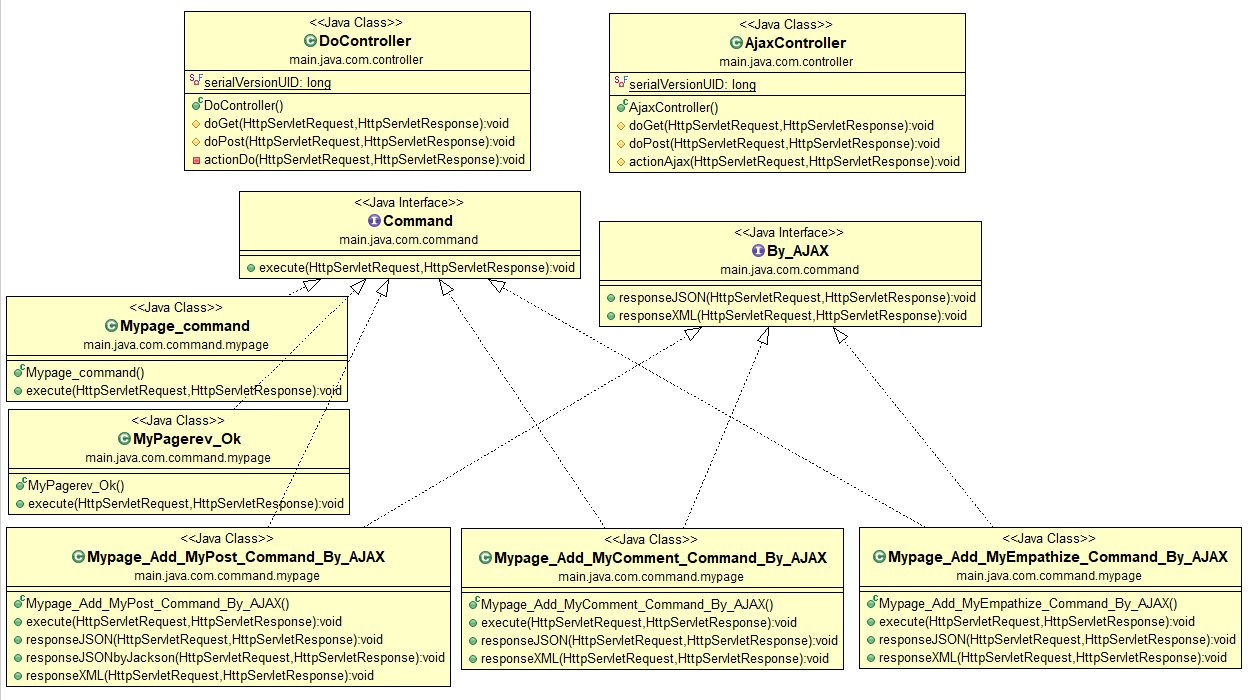 <<Java Class>>
DoController
main.java.com.controller
serialVersionUID: long
DoController()
doGet(HttpServletRequest,HttpServletResponse):void
doPost(HttpServletRequest,HttpServletResponse):void
actionDo(HttpServletRequest,HttpServletResponse):void
<<Java Class>>
AjaxController
main.java.com.controller
serialVersionUID: long
AjaxController()
doGet(HttpServletRequest,HttpServletResponse):void
doPost(HttpServletRequest,HttpServletResponse):void
actionAjax(HttpServletRequest,HttpServletResponse):void
<<Java Interface>>
Command
main.java.com.command
execute(HttpServletRequest,HttpServletResponse):void
<<Java Interface>>
By_AJAX
main.java.com.command
responseJSON(HttpServletRequest,HttpServletResponse):void
responseXML(HttpServletRequest,HttpServletResponse):void
<<Java Class>>
Mypage_command
main.java.com.command.mypage
Mypage_command()
execute(HttpServletRequest,HttpServletResponse):void
<<Java Class>>
MyPagerev_Ok
main.java.com.command.mypage
MyPagerev_Ok()
execute(HttpServletRequest,HttpServletResponse):void
<<Java Class>>
Mypage_Add_MyPost_Command_By_AJAX
main.java.com.command.mypage
Mypage_Add_MyPost_Command_By_AJAX()
execute(HttpServletRequest,HttpServletResponse):void
responseJSON(HttpServletRequest,HttpServletResponse):void
responseJSONbyJackson(HttpServletRequest,HttpServletResponse):void
responseXML(HttpServletRequest,HttpServletResponse):void
<<Java Class>>
Mypage_Add_MyComment_Command_By_AJAX
main.java.com.command.mypage
Mypage_Add_MyComment_Command_By_AJAX()
execute(HttpServletRequest,HttpServletResponse):void
responseJSON(HttpServletRequest,HttpServletResponse):void
responseXML(HttpServletRequest,HttpServletResponse):void
<<Java Class>>
Mypage_Add_MyEmpathize_Command_By_AJAX
main.java.com.command.mypage
Mypage_Add_MyEmpathize_Command_By_AJAX()
execute(HttpServletRequest,HttpServletResponse):void
responseJSON(HttpServletRequest,HttpServletResponse):void
responseXML(HttpServletRequest,HttpServletResponse):void